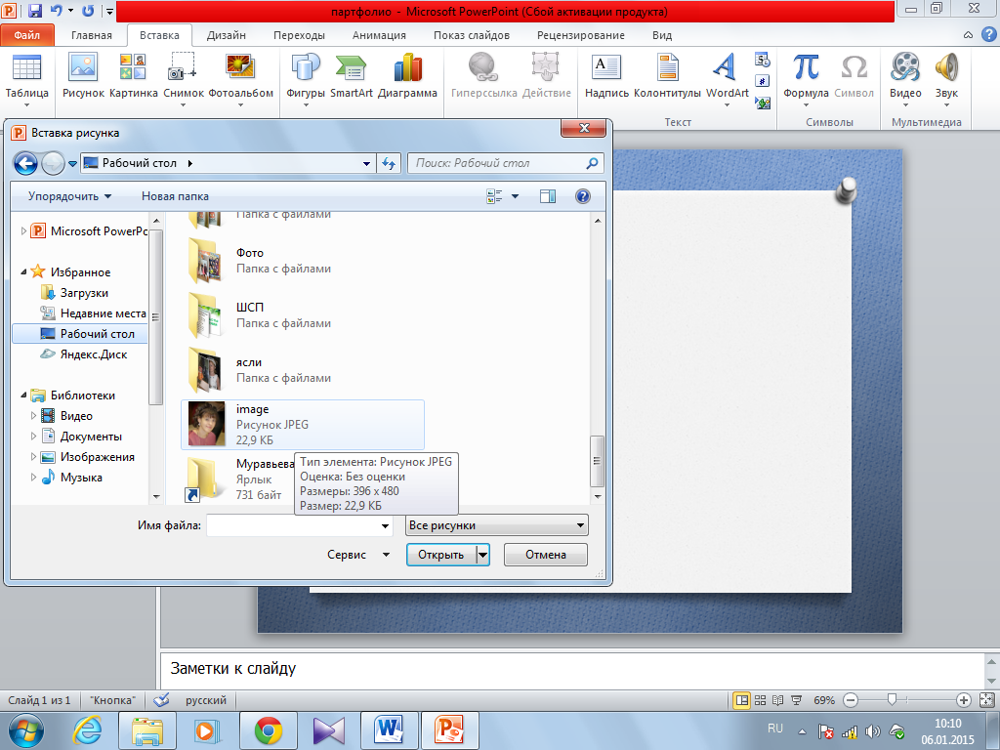 партфолио - Microsoft PowerPoint (Сбой активации продукта)
Файл Главная Вставка Дизайн Переходы Анимация Показ слайдов Рецензирование Вид
Таблица Рисунок Картинка Снимок Фотоальбом Фигуры SmartArt Диаграмма Гиперссылка Действие Надпись Колонтитулы WordArt Формула Символ Видео Звук
Текст Символы Мультимедиа
Вставка рисунка
Рабочий стол
Поиск: Рабочий стол
Упорядочить Новая папка
Microsoft PowerPo
Избранное
Загрузки
Недавние места
Рабочий стол
Яндекс.Диск
Библиотеки
Видео
Документы
Изображения
Музыка
Папка с файлами
Фото
Папка с файлами
ШСП
Папка с файлами
ясли
Папка с файлами
image
Рисунок JPEG
22,9 КБ
Муравьева
Ярлык
731 байт
Тип элемента: Рисунок JPEG
Оценка: Без оценки
Размеры: 396 x 480
Размер: 22,9 КБ
Имя файла: Все рисунки
Сервис Открыть Отмена
Заметки к слайду
Слайд 1 из 1 "Кнопка" русский 69%
RU 10:10
06.01.2015